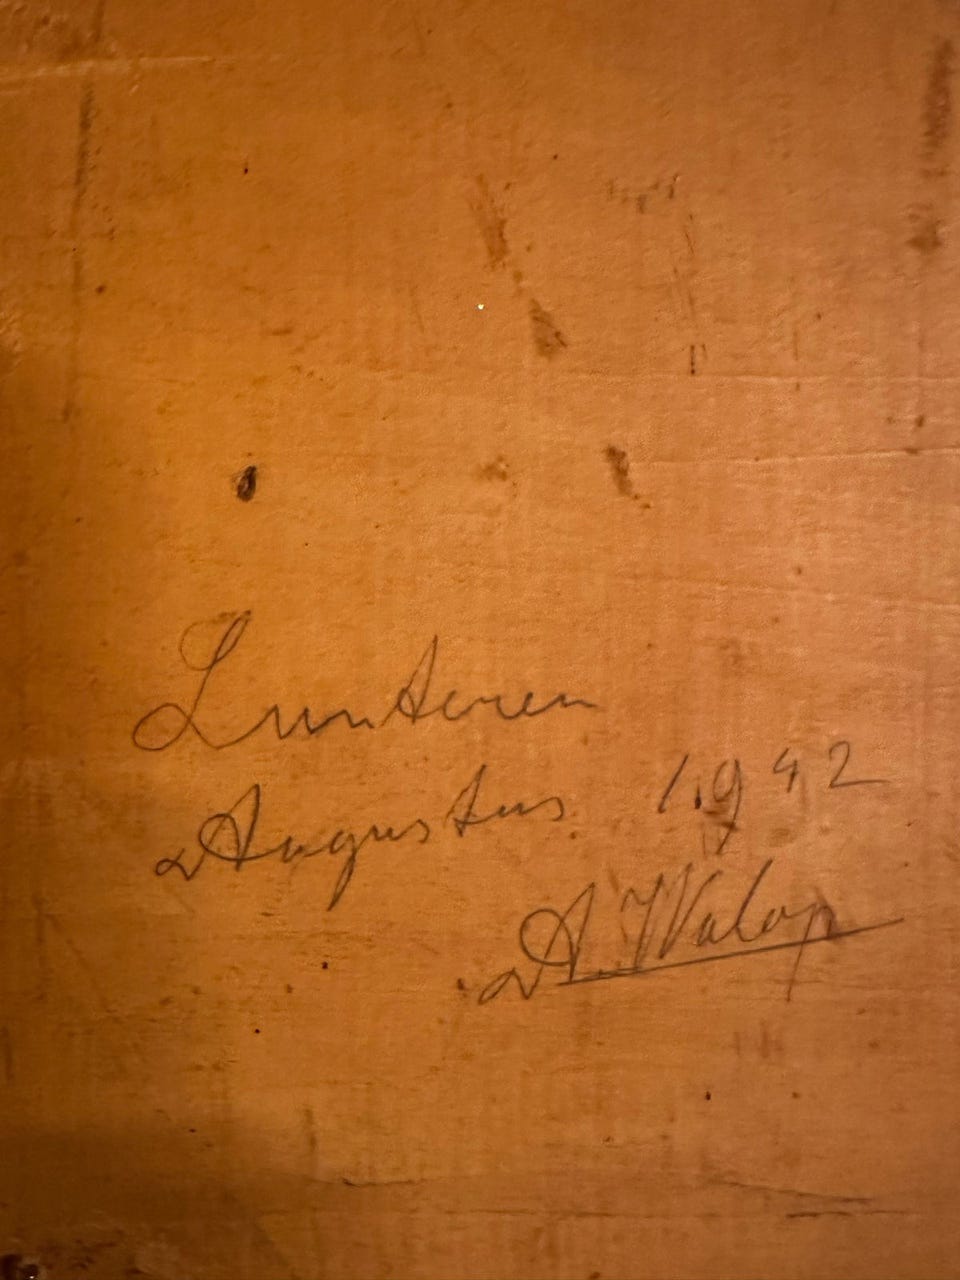 Lunteren
Augustus 1942
A. Walop